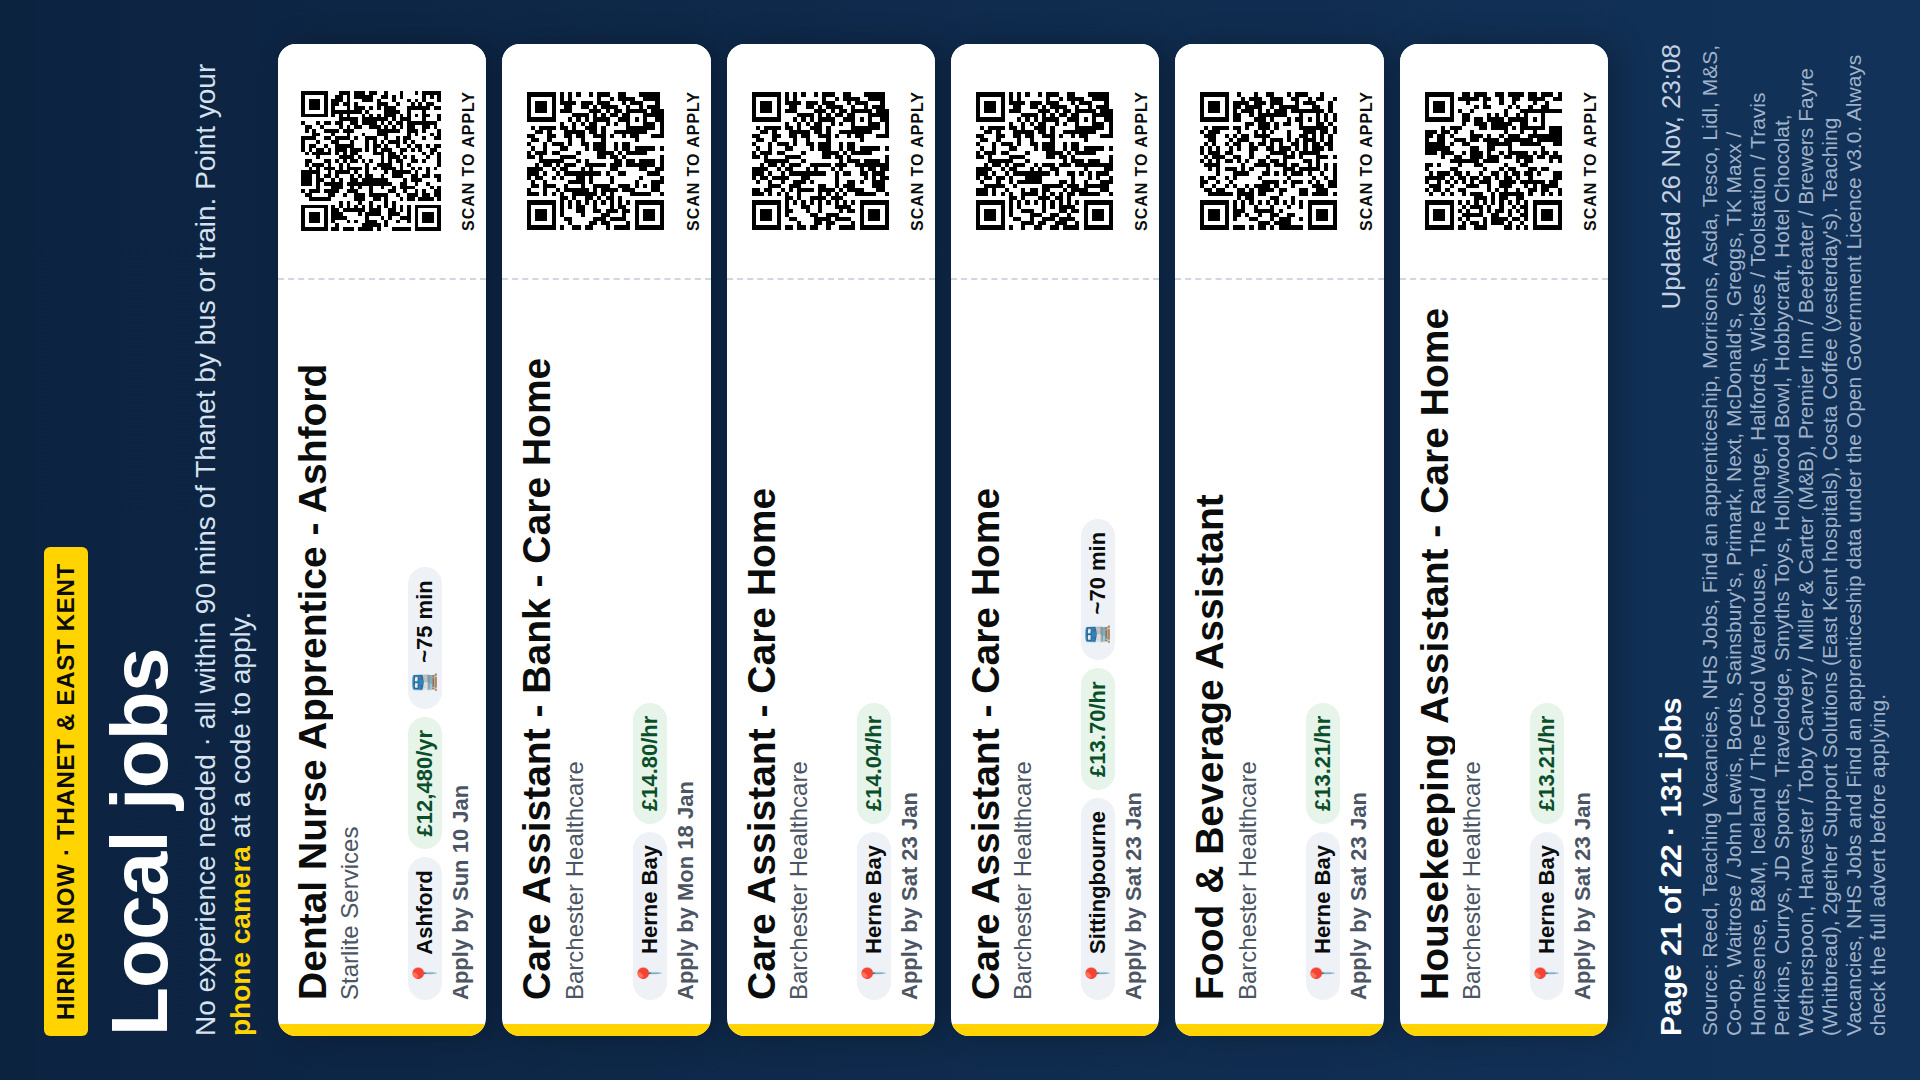 HIRING NOW · THANET & EAST KENT
Local jobs
No experience needed · all within 90 mins of Thanet by bus or train. Point your
phone camera at a code to apply.
Dental Nurse Apprentice - Ashford
Starlite Services
📍 Ashford
£12,480/yr
🚆 ~75 min
Apply by Sun 10 Jan
SCAN TO APPLY
Care Assistant - Bank - Care Home
Barchester Healthcare
📍 Herne Bay
£14.80/hr
Apply by Mon 18 Jan
SCAN TO APPLY
Care Assistant - Care Home
Barchester Healthcare
📍 Herne Bay
£14.04/hr
Apply by Sat 23 Jan
SCAN TO APPLY
Care Assistant - Care Home
Barchester Healthcare
📍 Sittingbourne
£13.70/hr
🚆 ~70 min
Apply by Sat 23 Jan
SCAN TO APPLY
Food & Beverage Assistant
Barchester Healthcare
📍 Herne Bay
£13.21/hr
Apply by Sat 23 Jan
SCAN TO APPLY
Housekeeping Assistant - Care Home
Barchester Healthcare
📍 Herne Bay
£13.21/hr
Apply by Sat 23 Jan
SCAN TO APPLY
Page 21 of 22 · 131 jobs
Updated 26 Nov, 23:08
Source: Reed, Teaching Vacancies, NHS Jobs, Find an apprenticeship, Morrisons, Asda, Tesco, Lidl, M&S,
Co-op, Waitrose / John Lewis, Boots, Sainsbury's, Primark, Next, McDonald's, Greggs, TK Maxx /
Homesense, B&M, Iceland / The Food Warehouse, The Range, Halfords, Wickes / Toolstation / Travis
Perkins, Currys, JD Sports, Travelodge, Smyths Toys, Hollywood Bowl, Hobbycraft, Hotel Chocolat,
Wetherspoon, Harvester / Toby Carvery / Miller & Carter (M&B), Premier Inn / Beefeater / Brewers Fayre
(Whitbread), 2gether Support Solutions (East Kent hospitals), Costa Coffee (yesterday's). Teaching
Vacancies, NHS Jobs and Find an apprenticeship data under the Open Government Licence v3.0. Always
check the full advert before applying.